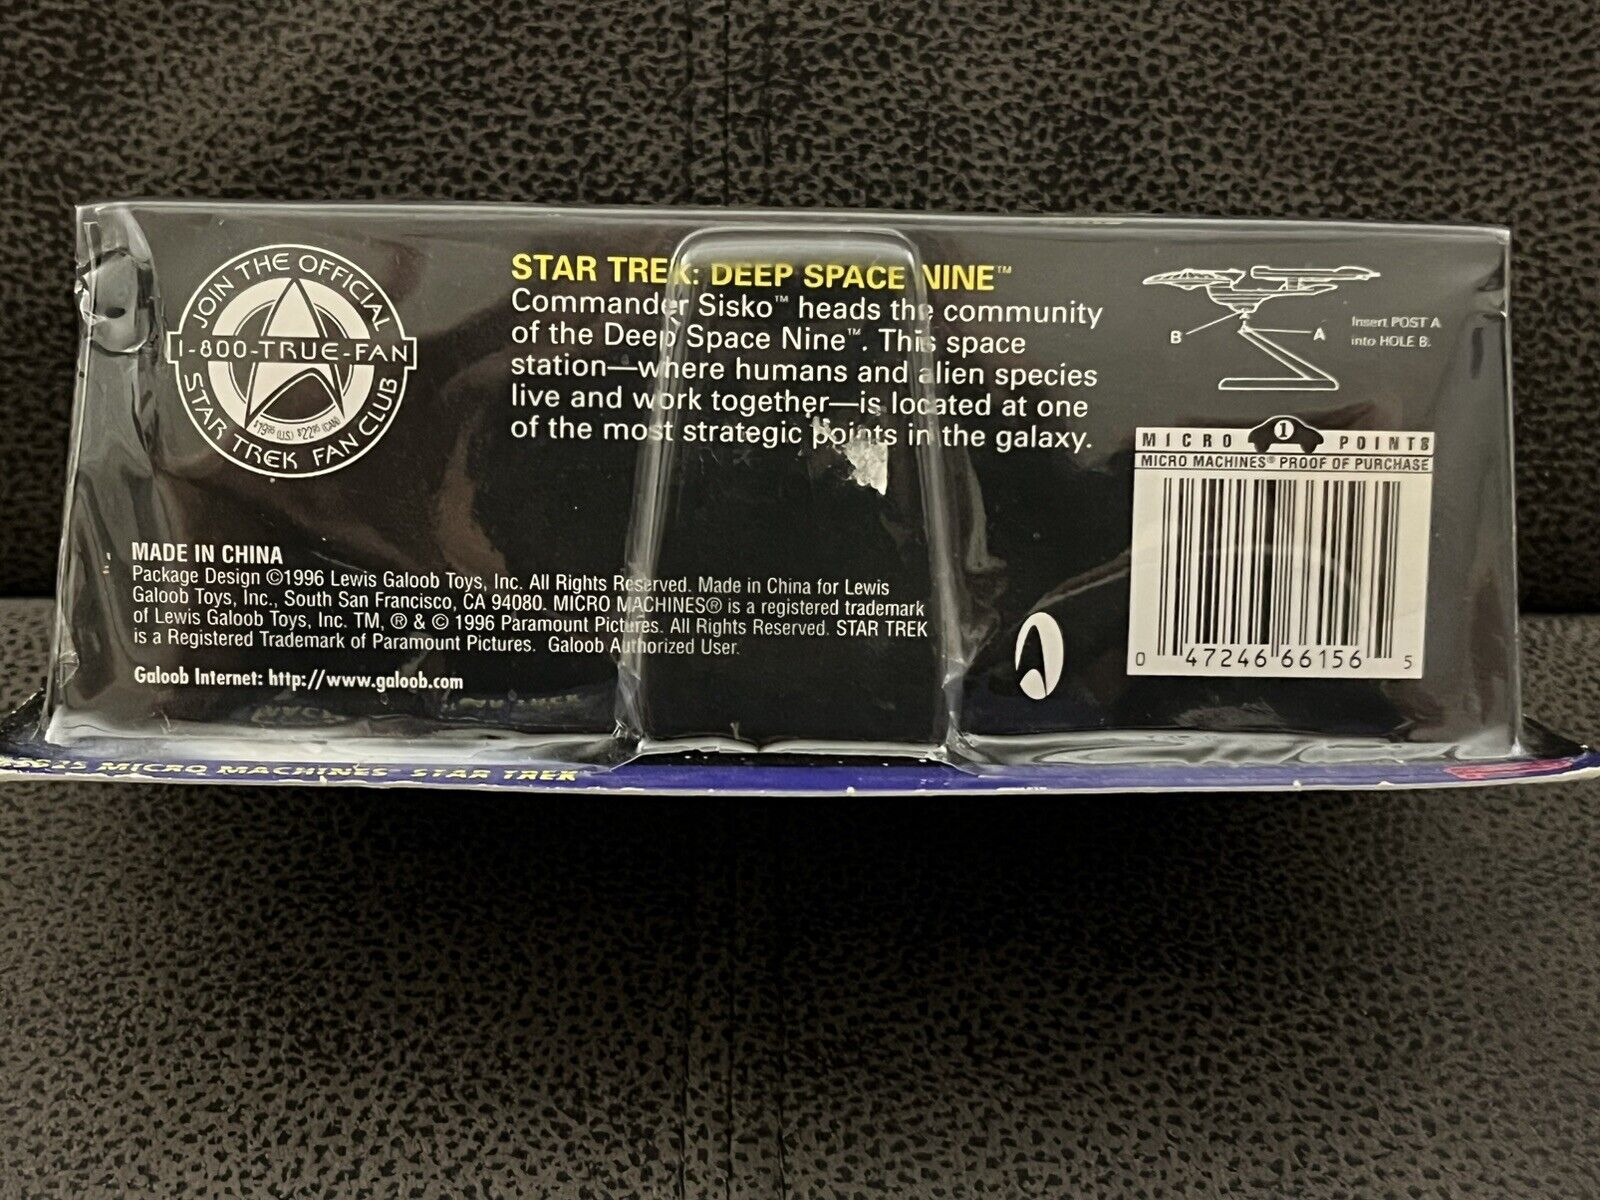 JOIN THE OFFICIAL
1-800-TRUE-FAN
$19.95 (U.S.) $22.95 (CAN)
STAR TREK FAN CLUB
STAR TREK: DEEP SPACE NINE™
Commander Sisko™ heads the community
of the Deep Space Nine™. This space
station—where humans and alien species
live and work together—is located at one
of the most strategic points in the galaxy.
B
A
Insert POST A
into HOLE B.
MICRO 1 POINTS
MICRO MACHINES® PROOF OF PURCHASE
0 47246 66156 5
MADE IN CHINA
Package Design ©1996 Lewis Galoob Toys, Inc. All Rights Reserved. Made in China for Lewis
Galoob Toys, Inc., South San Francisco, CA 94080. MICRO MACHINES® is a registered trademark
of Lewis Galoob Toys, Inc. TM, ® & © 1996 Paramount Pictures. All Rights Reserved. STAR TREK
is a Registered Trademark of Paramount Pictures. Galoob Authorized User.
Galoob Internet: http://www.galoob.com
MICRO MACHINES STAR TREK